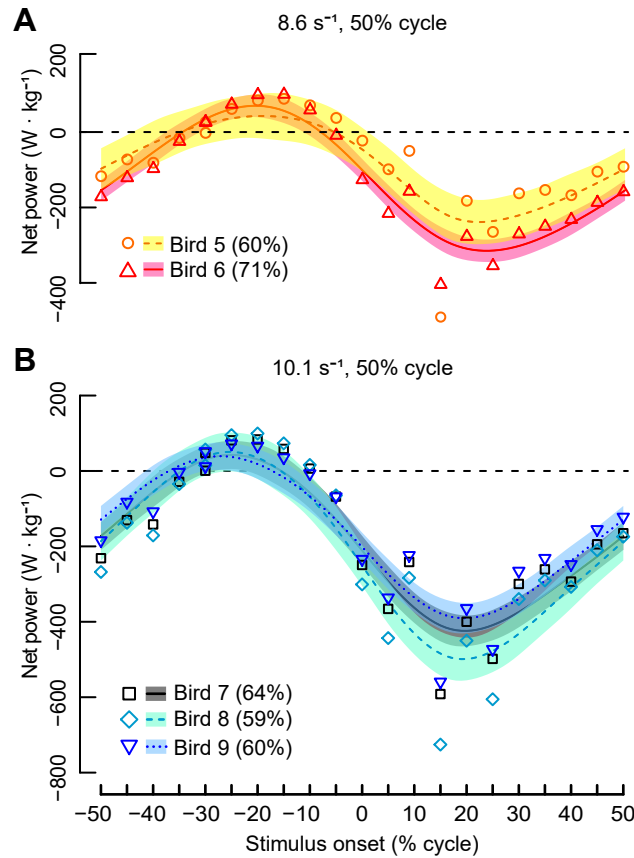 A
8.6 s⁻¹, 50% cycle
Net power (W · kg⁻¹)
200
0
−200
−400
Bird 5 (60%)
Bird 6 (71%)
B
10.1 s⁻¹, 50% cycle
Net power (W · kg⁻¹)
200
0
−200
−400
−600
−800
Bird 7 (64%)
Bird 8 (59%)
Bird 9 (60%)
−50 −40 −30 −20 −10 0 10 20 30 40 50
Stimulus onset (% cycle)